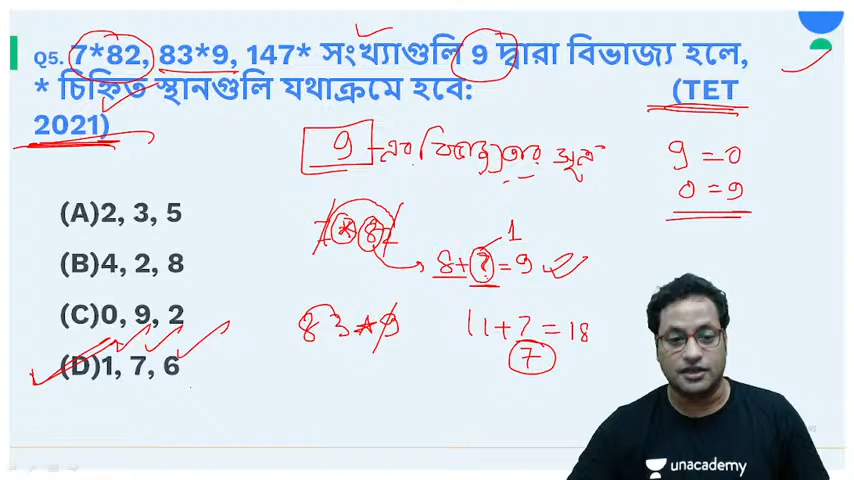 Q5. 7*82, 83*9, 147* সংখ্যাগুলি 9 দ্বারা বিভাজ্য হলে,
* চিহ্নিত স্থানগুলি যথাক্রমে হবে: (TET
2021)
9 -এর বিভাজ্যতার সূত্র
9 = 0
0 = 9
(A)2, 3, 5
7*82
1
(B)4, 2, 8
8+?=9
(C)0, 9, 2
83*9
11+?=18
7
(D)1, 7, 6
unacademy